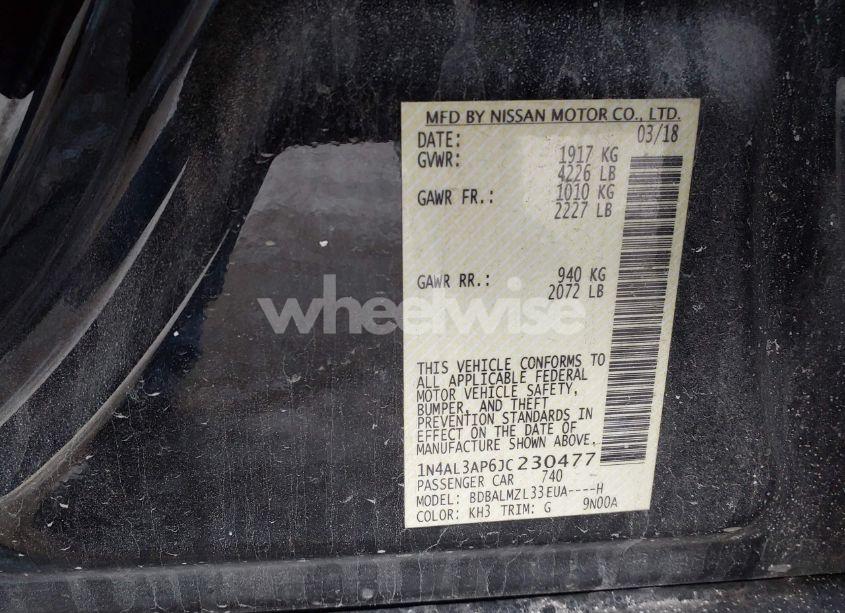 MFD BY NISSAN MOTOR CO., LTD.
DATE: 03/18
GVWR: 1917 KG
4226 LB
GAWR FR.: 1010 KG
2227 LB
GAWR RR.: 940 KG
2072 LB
wheelwise
THIS VEHICLE CONFORMS TO
ALL APPLICABLE FEDERAL
MOTOR VEHICLE SAFETY,
BUMPER, AND THEFT
PREVENTION STANDARDS IN
EFFECT ON THE DATE OF
MANUFACTURE SHOWN ABOVE.
1N4AL3AP6JC230477
PASSENGER CAR 740
MODEL: BDBALMZL33EUA----H
COLOR: KH3 TRIM: G 9N00A